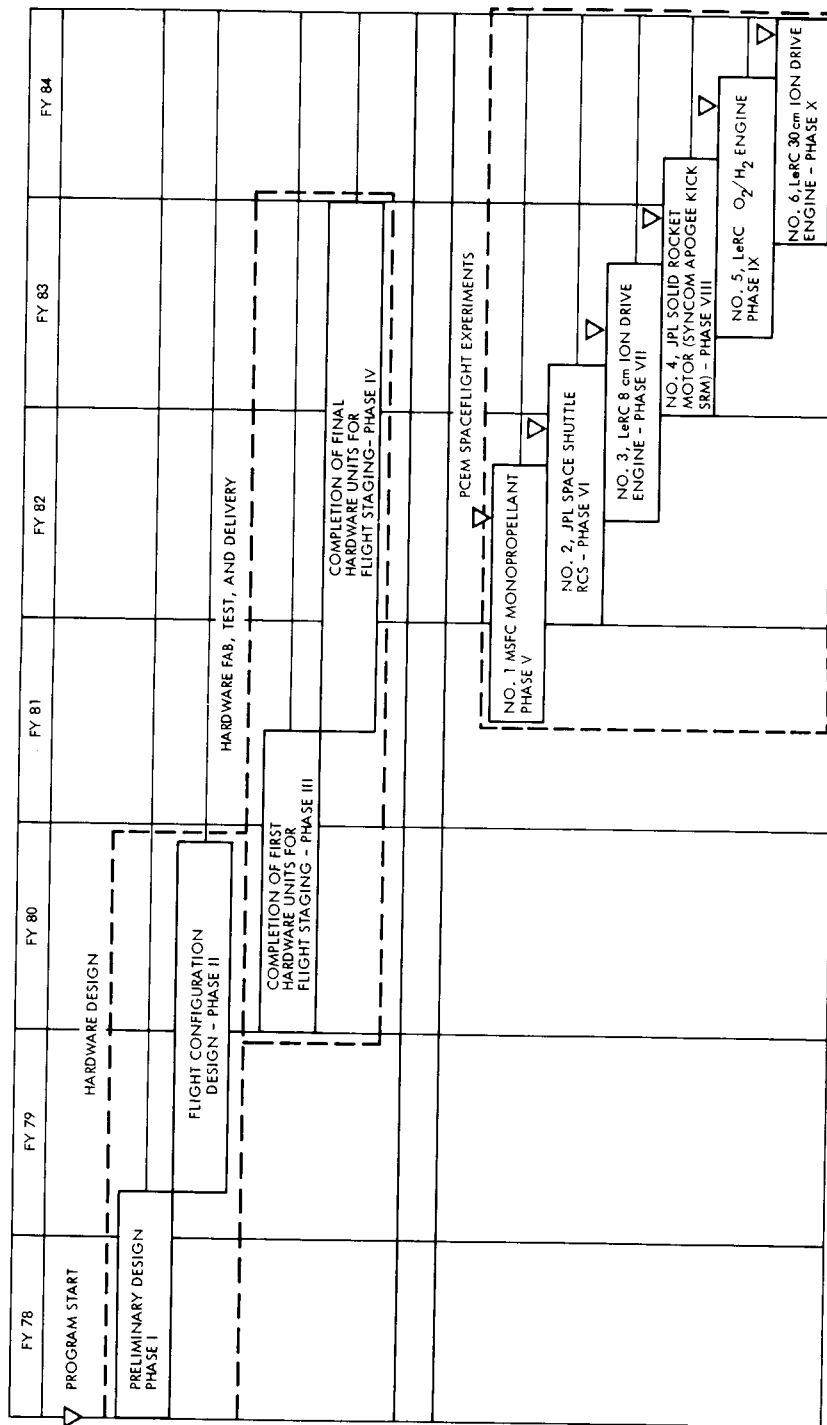 FY 78
FY 79
FY 80
FY 81
FY 82
FY 83
FY 84
PROGRAM START
HARDWARE DESIGN
PRELIMINARY DESIGN
PHASE I
FLIGHT CONFIGURATION
DESIGN - PHASE II
HARDWARE FAB, TEST, AND DELIVERY
COMPLETION OF FIRST
HARDWARE UNITS FOR
FLIGHT STAGING - PHASE III
COMPLETION OF FINAL
HARDWARE UNITS FOR
FLIGHT STAGING - PHASE IV
PCEM SPACEFLIGHT EXPERIMENTS
NO. 1 MSFC MONOPROPELLANT
PHASE V
NO. 2, JPL SPACE SHUTTLE
RCS - PHASE VI
NO. 3, LeRC 8 cm ION DRIVE
ENGINE - PHASE VII
NO. 4, JPL SOLID ROCKET
MOTOR (SYNCOM APOGEE KICK
SRM) - PHASE VIII
NO. 5, LeRC O2/H2 ENGINE
PHASE IX
NO. 6, LeRC 30 cm ION DRIVE
ENGINE - PHASE X